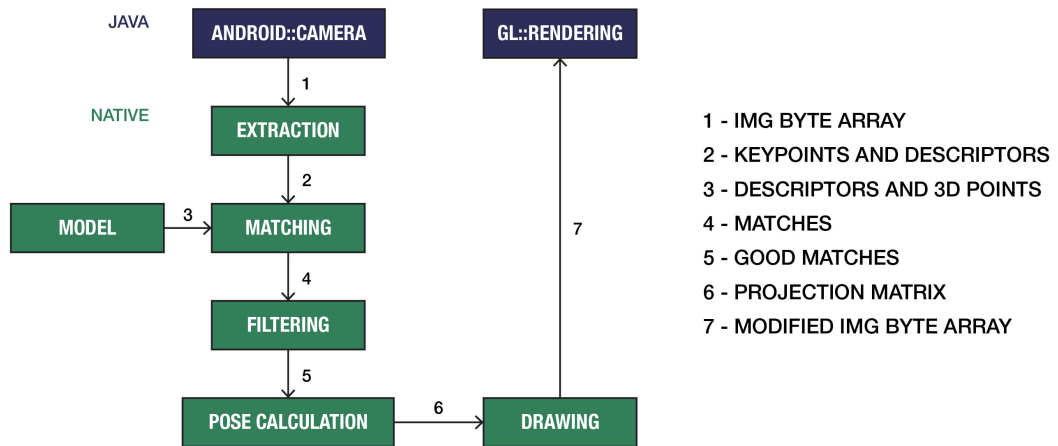 JAVA
ANDROID::CAMERA
GL::RENDERING
1
NATIVE
EXTRACTION
2
MODEL
3
MATCHING
4
FILTERING
5
POSE CALCULATION
6
DRAWING
7
1 - IMG BYTE ARRAY
2 - KEYPOINTS AND DESCRIPTORS
3 - DESCRIPTORS AND 3D POINTS
4 - MATCHES
5 - GOOD MATCHES
6 - PROJECTION MATRIX
7 - MODIFIED IMG BYTE ARRAY